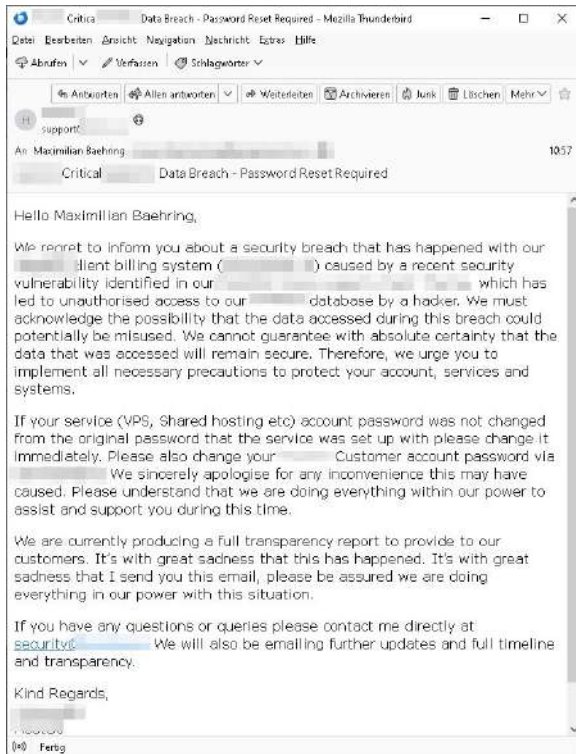 Critica Data Breach - Password Reset Required - Mozilla Thunderbird
Datei Bearbeiten Ansicht Navigation Nachricht Extras Hilfe
Abrufen Verfassen Schlagwörter
Antworten Allen antworten Weiterleiten Archivieren Junk Löschen Mehr
H
support
An Maximilian Baehring 10:57
Critical Data Breach - Password Reset Required
Hello Maximilian Baehring,
We regret to inform you about a security breach that has happened with our
client billing system ( ) caused by a recent security
vulnerability identified in our which has
led to unauthorised access to our database by a hacker. We must
acknowledge the possibility that the data accessed during this breach could
potentially be misused. We cannot guarantee with absolute certainty that the
data that was accessed will remain secure. Therefore, we urge you to
implement all necessary precautions to protect your account, services and
systems.
If your service (VPS, Shared hosting etc) account password was not changed
from the original password that the service was set up with please change it
immediately. Please also change your Customer account password via
We sincerely apologise for any inconvenience this may have
caused. Please understand that we are doing everything within our power to
assist and support you during this time.
We are currently producing a full transparency report to provide to our
customers. It's with great sadness that this has happened. It's with great
sadness that I send you this email, please be assured we are doing
everything in our power with this situation.
If you have any questions or queries please contact me directly at
security@ We will also be emailing further updates and full timeline
and transparency.
Kind Regards,
Fertig